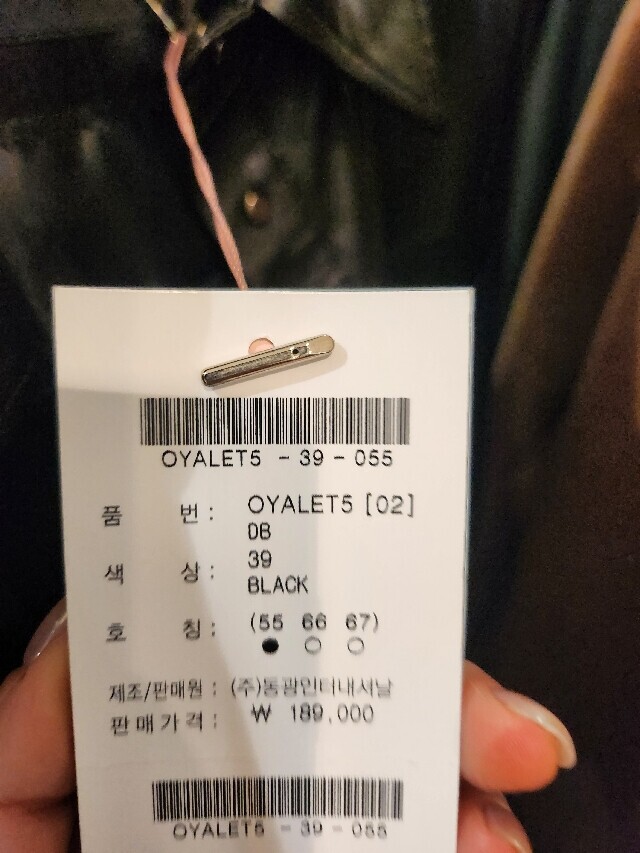 OYALET5 - 39 - 055
품 번 : OYALET5 [02]
DB
색 상 : 39
BLACK
호 칭 : (55 66 67)
제조/판매원 : (주)동광인터내셔날
판매가격 : ₩ 189,000
OYALET5 - 39 - 055